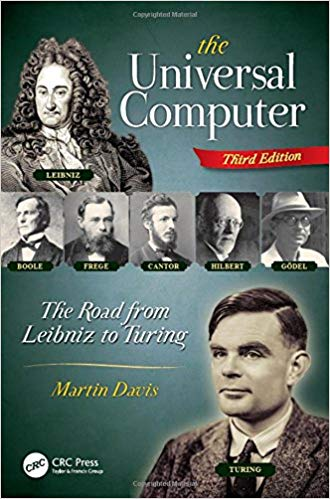 the
Universal
Computer
Third Edition
LEIBNIZ
BOOLE
FREGE
CANTOR
HILBERT
GÖDEL
The Road from
Leibniz to Turing
Martin Davis
CRC
CRC Press
Taylor & Francis Group
TURING